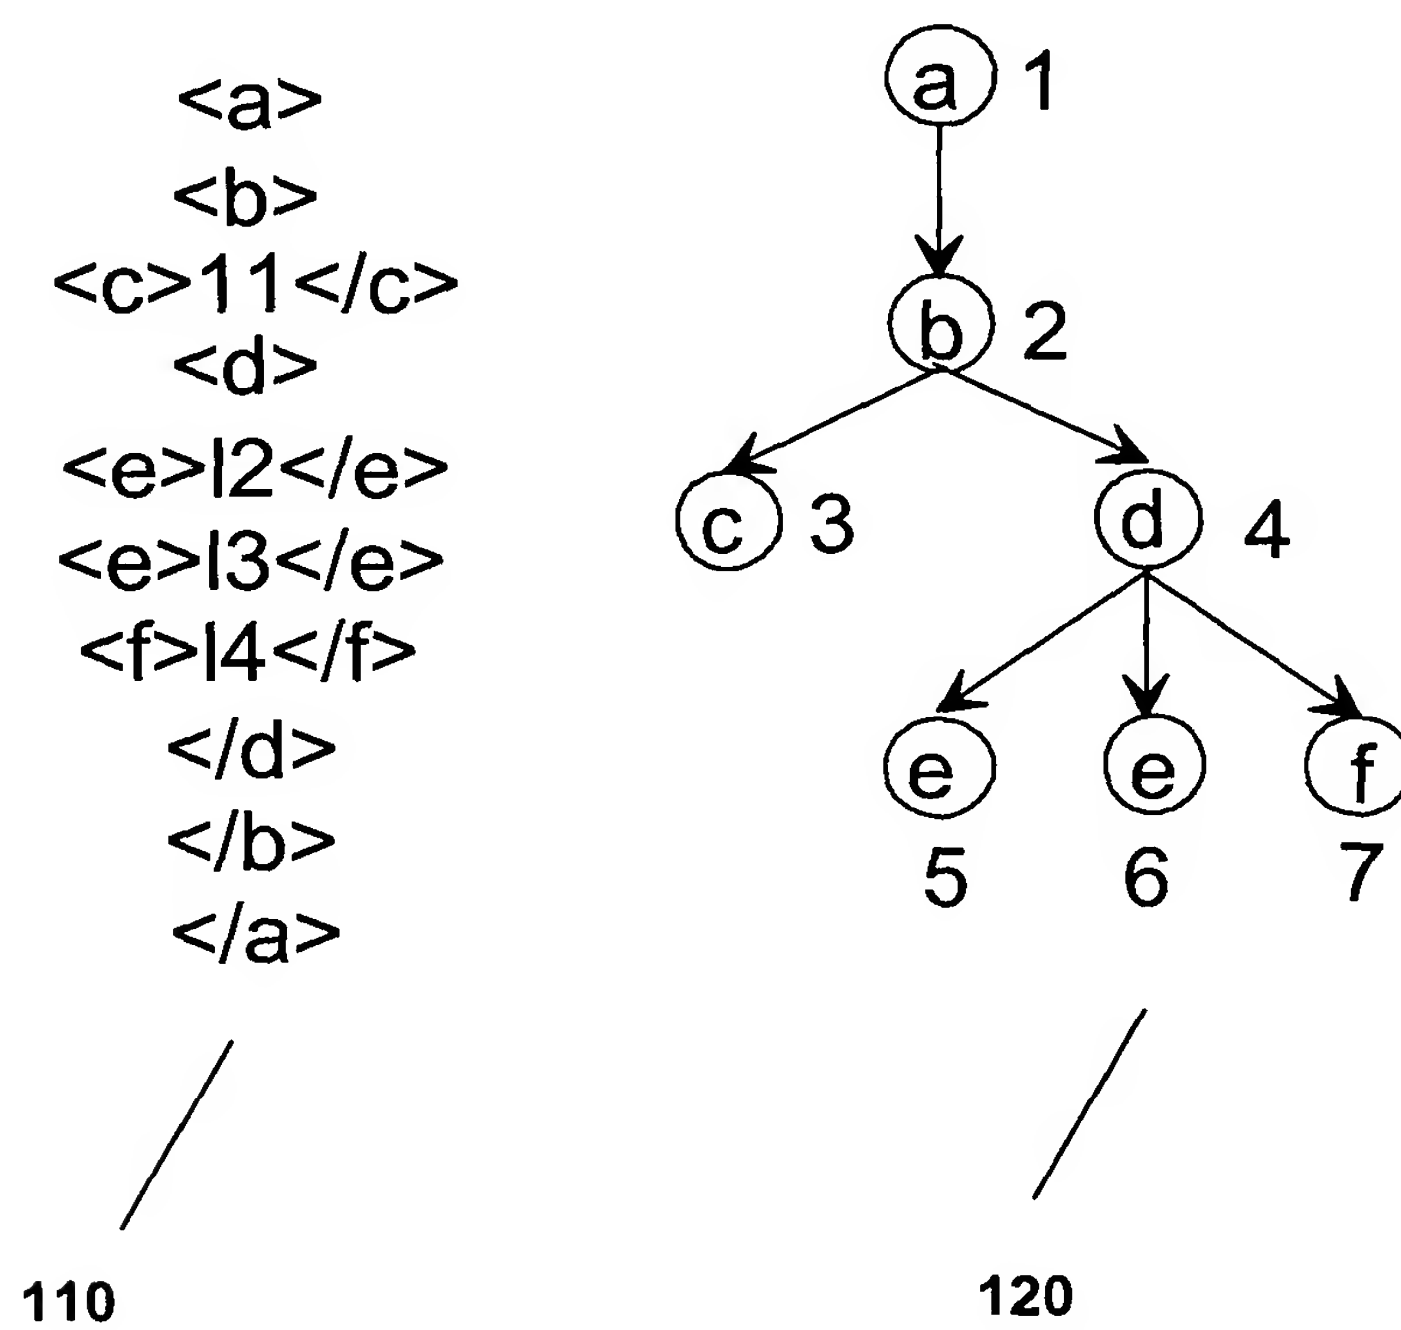 <a>
<b>
<c>11</c>
<d>
<e>l2</e>
<e>l3</e>
<f>l4</f>
</d>
</b>
</a>
110
a 1
b 2
c 3 d 4
e e f
5 6 7
120